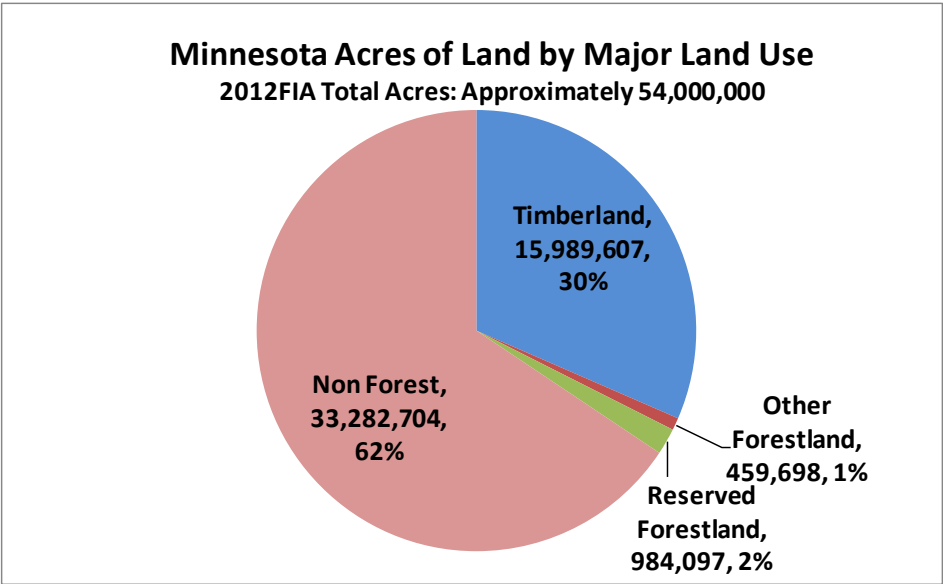 Minnesota Acres of Land by Major Land Use
2012FIA Total Acres: Approximately 54,000,000
Timberland,
15,989,607,
30%
Non Forest,
33,282,704,
62%
Other
Forestland,
459,698, 1%
Reserved
Forestland,
984,097, 2%